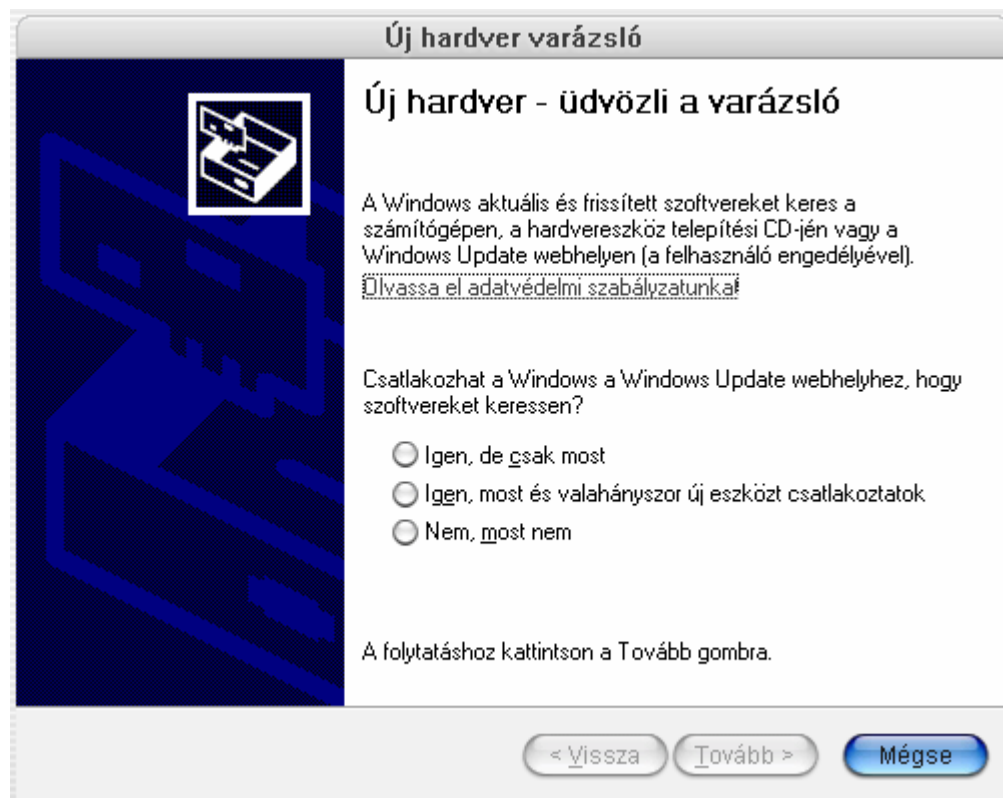 Új hardver varázsló
Új hardver - üdvözli a varázsló
A Windows aktuális és frissített szoftvereket keres a
számítógépen, a hardvereszköz telepítési CD-jén vagy a
Windows Update webhelyen (a felhasználó engedélyével).
Olvassa el adatvédelmi szabályzatunkat
Csatlakozhat a Windows a Windows Update webhelyhez, hogy
szoftvereket keressen?
Igen, de csak most
Igen, most és valahányszor új eszközt csatlakoztatok
Nem, most nem
A folytatáshoz kattintson a Tovább gombra.
< Vissza
Tovább >
Mégse